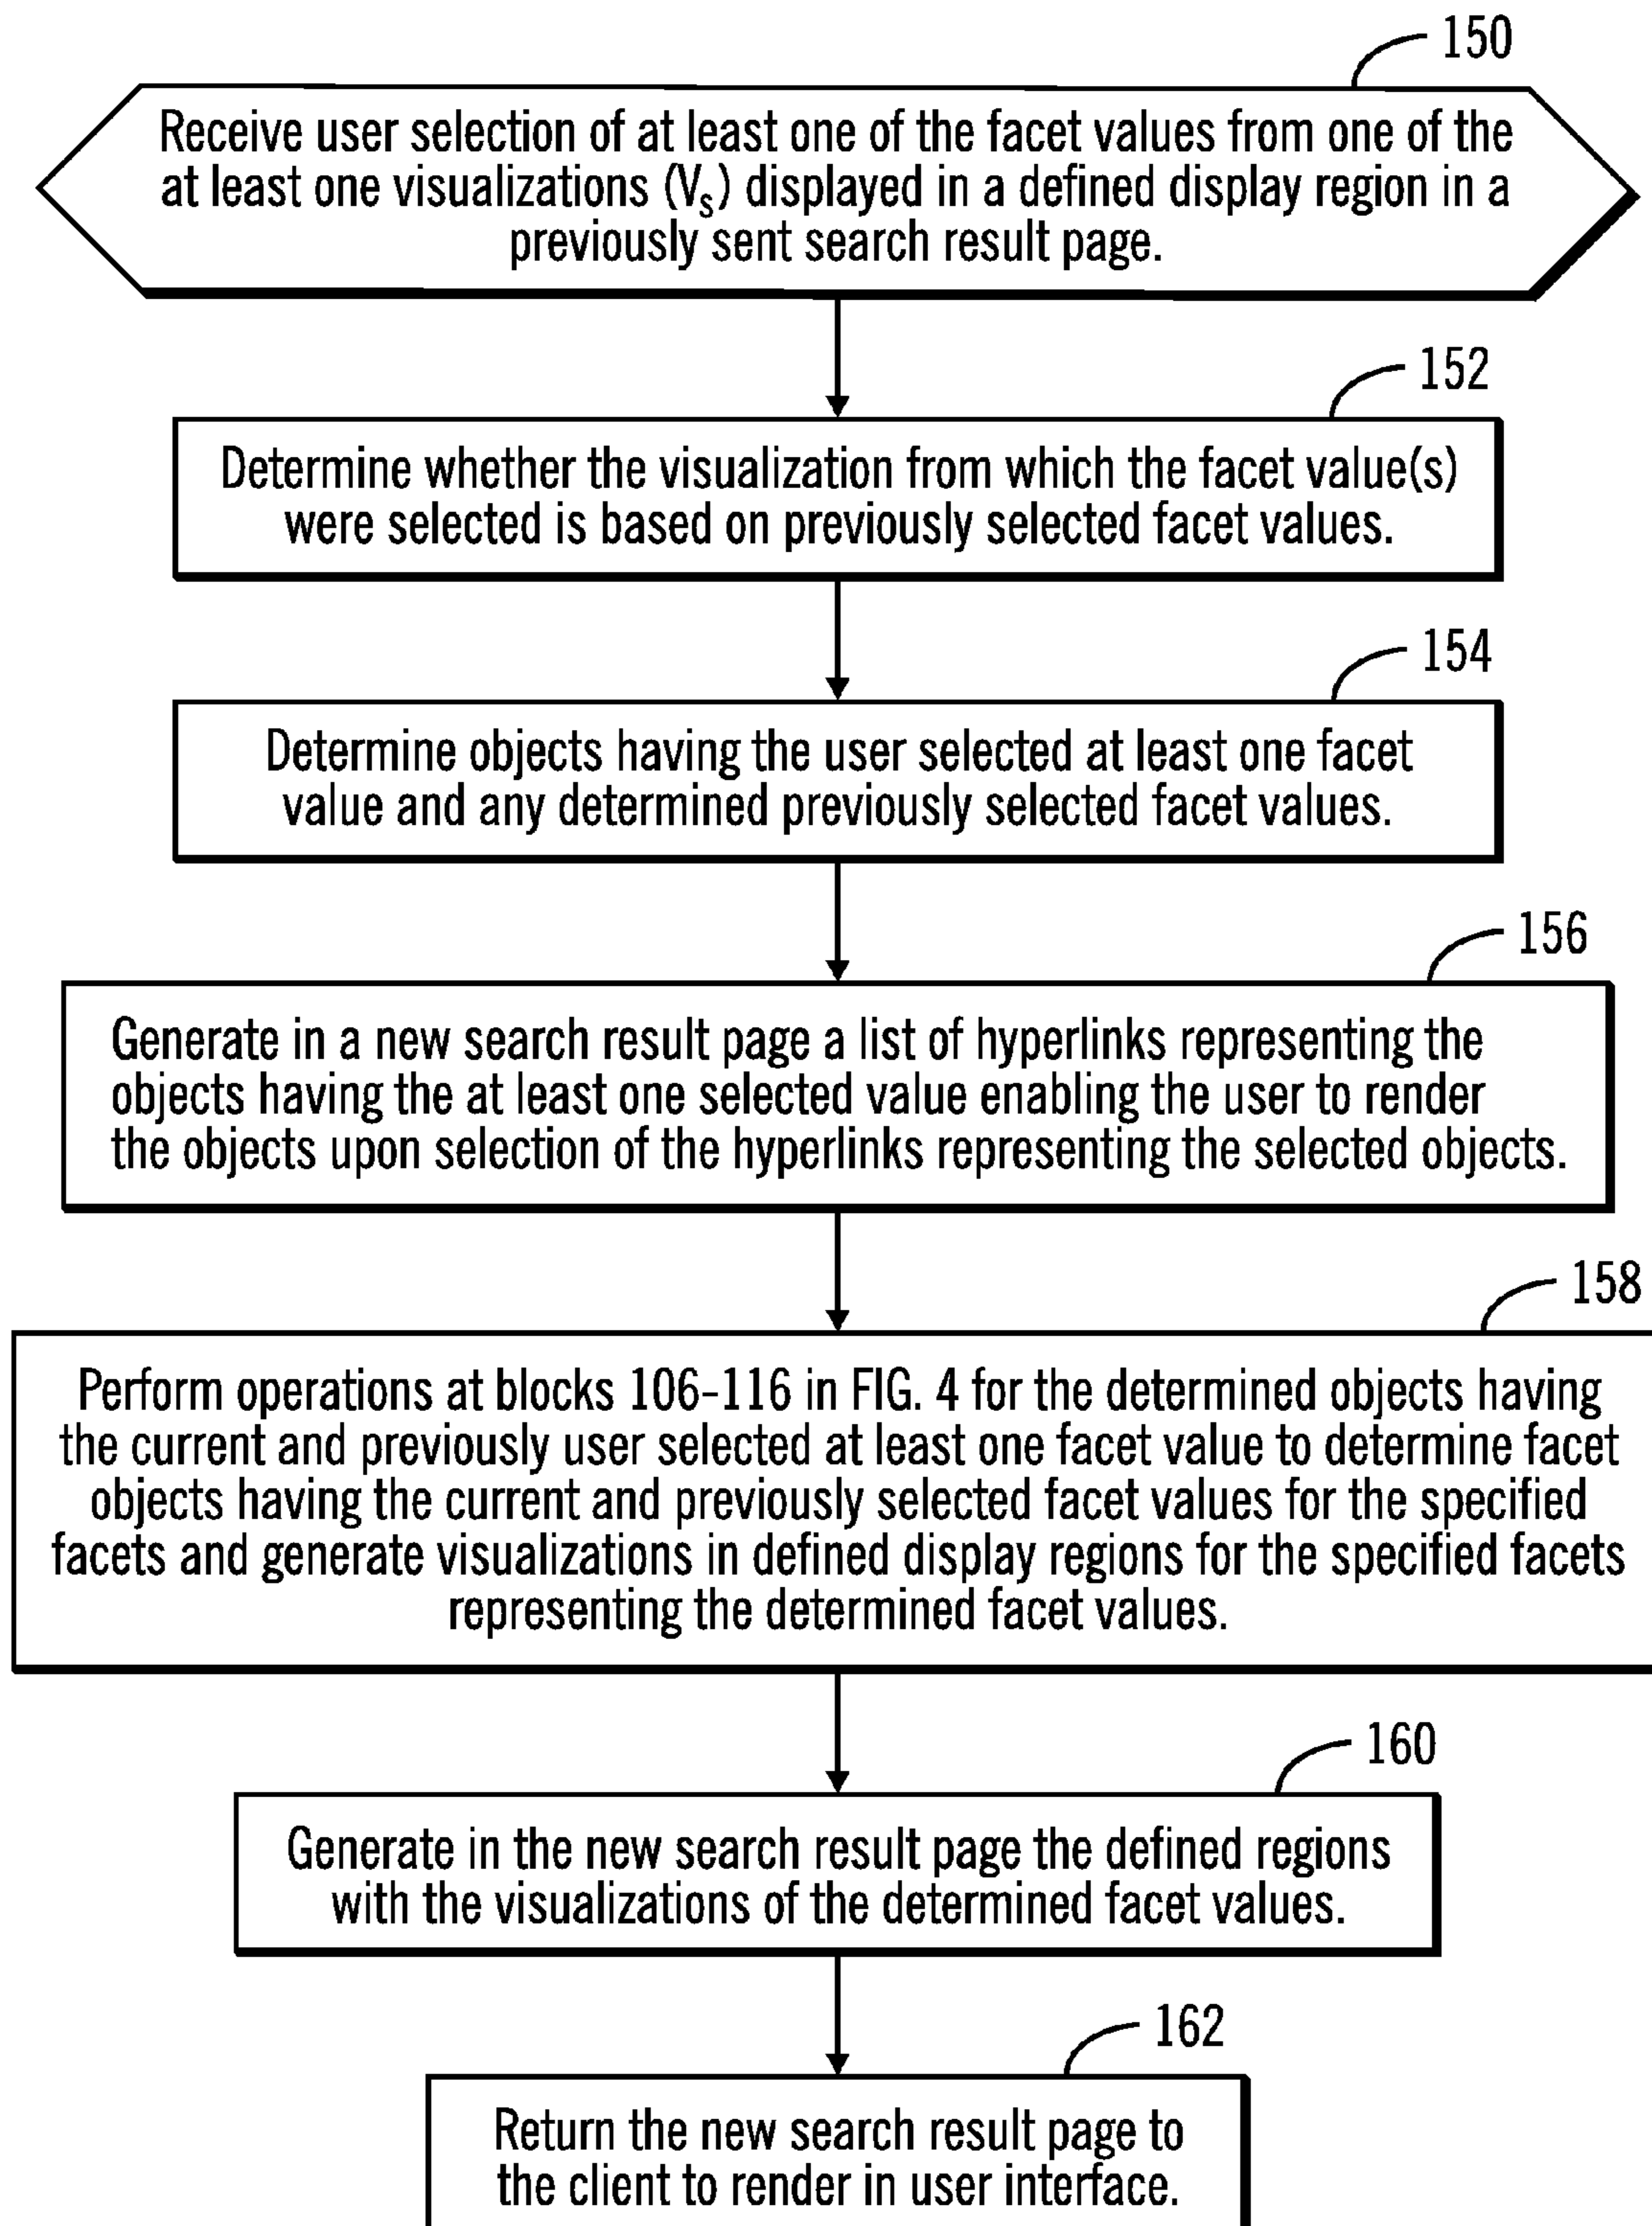 150
Receive user selection of at least one of the facet values from one of the
at least one visualizations (Vs) displayed in a defined display region in a
previously sent search result page.
152
Determine whether the visualization from which the facet value(s)
were selected is based on previously selected facet values.
154
Determine objects having the user selected at least one facet
value and any determined previously selected facet values.
156
Generate in a new search result page a list of hyperlinks representing the
objects having the at least one selected value enabling the user to render
the objects upon selection of the hyperlinks representing the selected objects.
158
Perform operations at blocks 106-116 in FIG. 4 for the determined objects having
the current and previously user selected at least one facet value to determine facet
objects having the current and previously selected facet values for the specified
facets and generate visualizations in defined display regions for the specified facets
representing the determined facet values.
160
Generate in the new search result page the defined regions
with the visualizations of the determined facet values.
162
Return the new search result page to
the client to render in user interface.